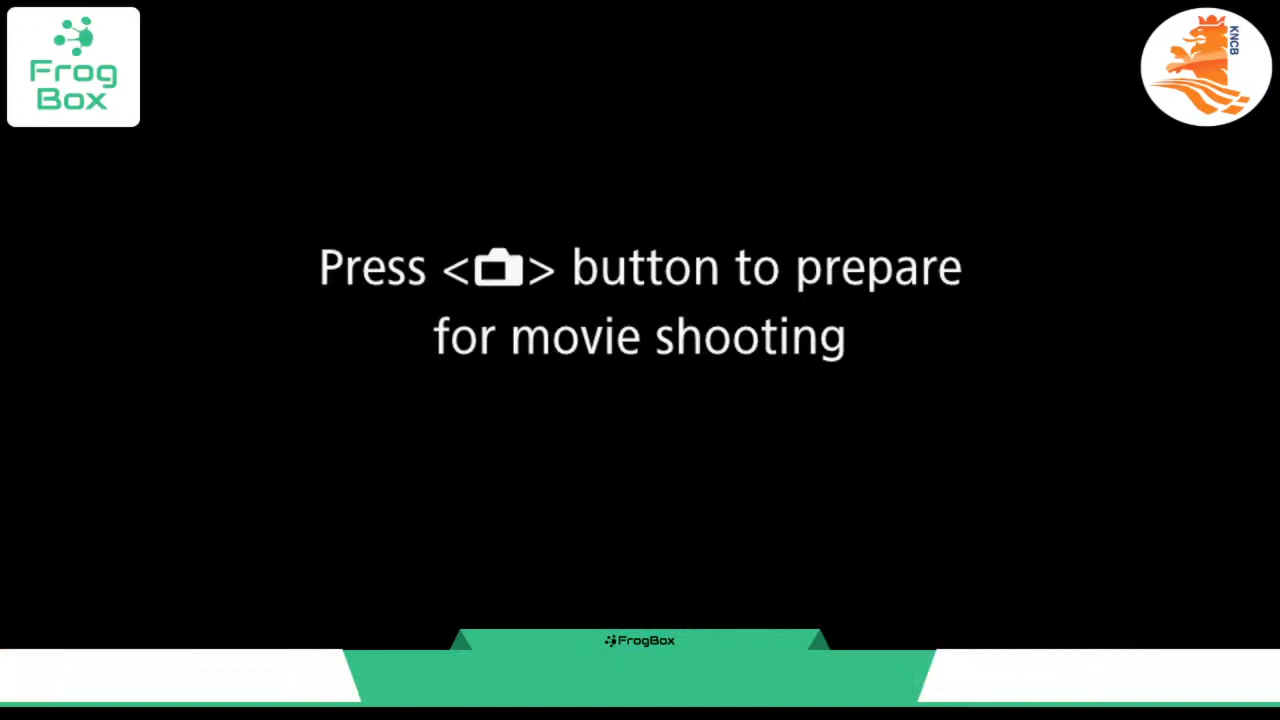 Frog
Box
KNCB
Press <📷> button to prepare
for movie shooting
FrogBox